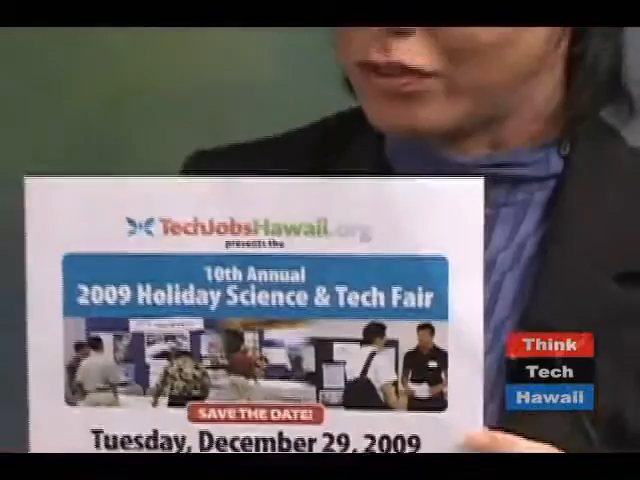 TechJobsHawaii.org
presents the
10th Annual
2009 Holiday Science & Tech Fair
SAVE THE DATE!
Tuesday, December 29, 2009
Think
Tech
Hawaii